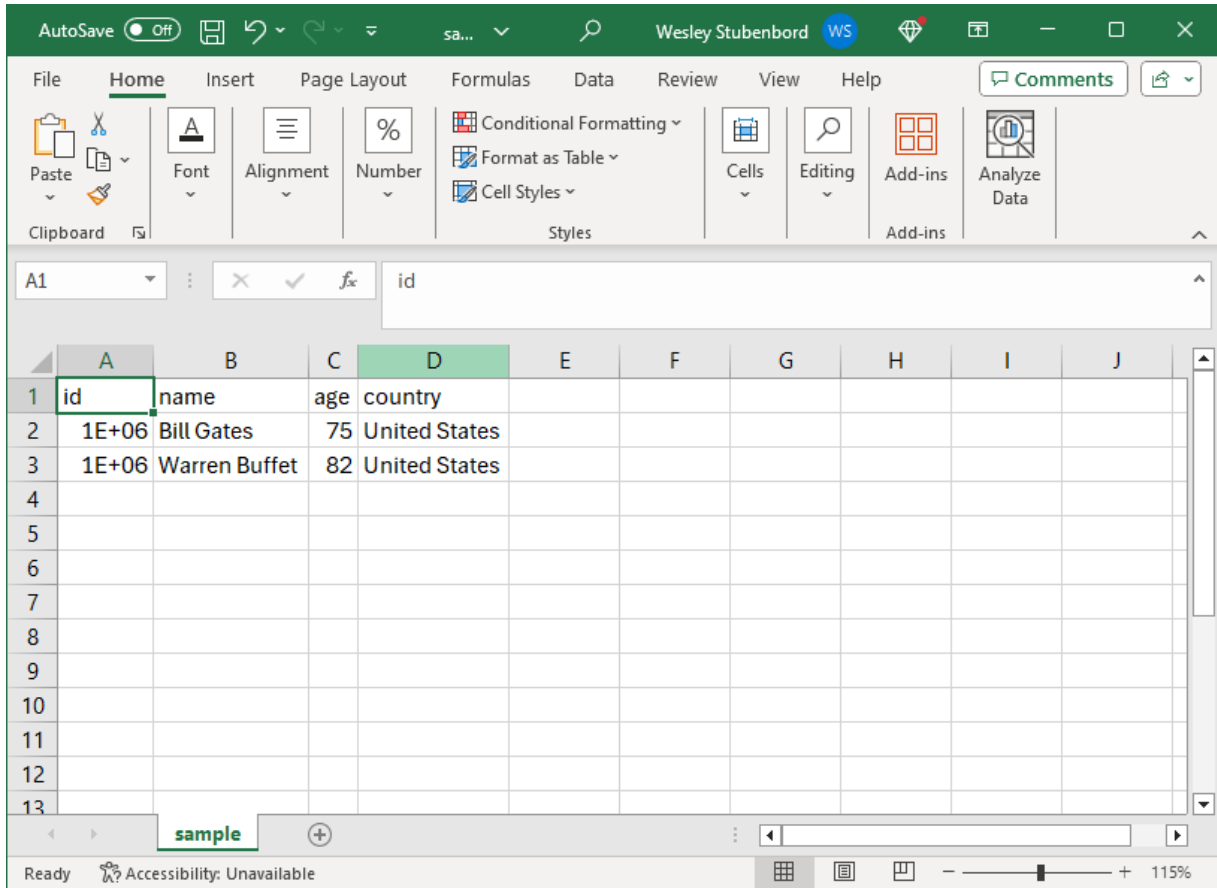 AutoSave Off sa... Wesley Stubenbord WS
File Home Insert Page Layout Formulas Data Review View Help Comments
Paste
Clipboard
Font
Alignment
%
Number
Conditional Formatting
Format as Table
Cell Styles
Styles
Cells
Editing
Add-ins
Add-ins
Analyze
Data
A1 fx id
A B C D E F G H I J
1 id name age country
2 1E+06 Bill Gates 75 United States
3 1E+06 Warren Buffet 82 United States
4
5
6
7
8
9
10
11
12
13
sample
Ready Accessibility: Unavailable 115%